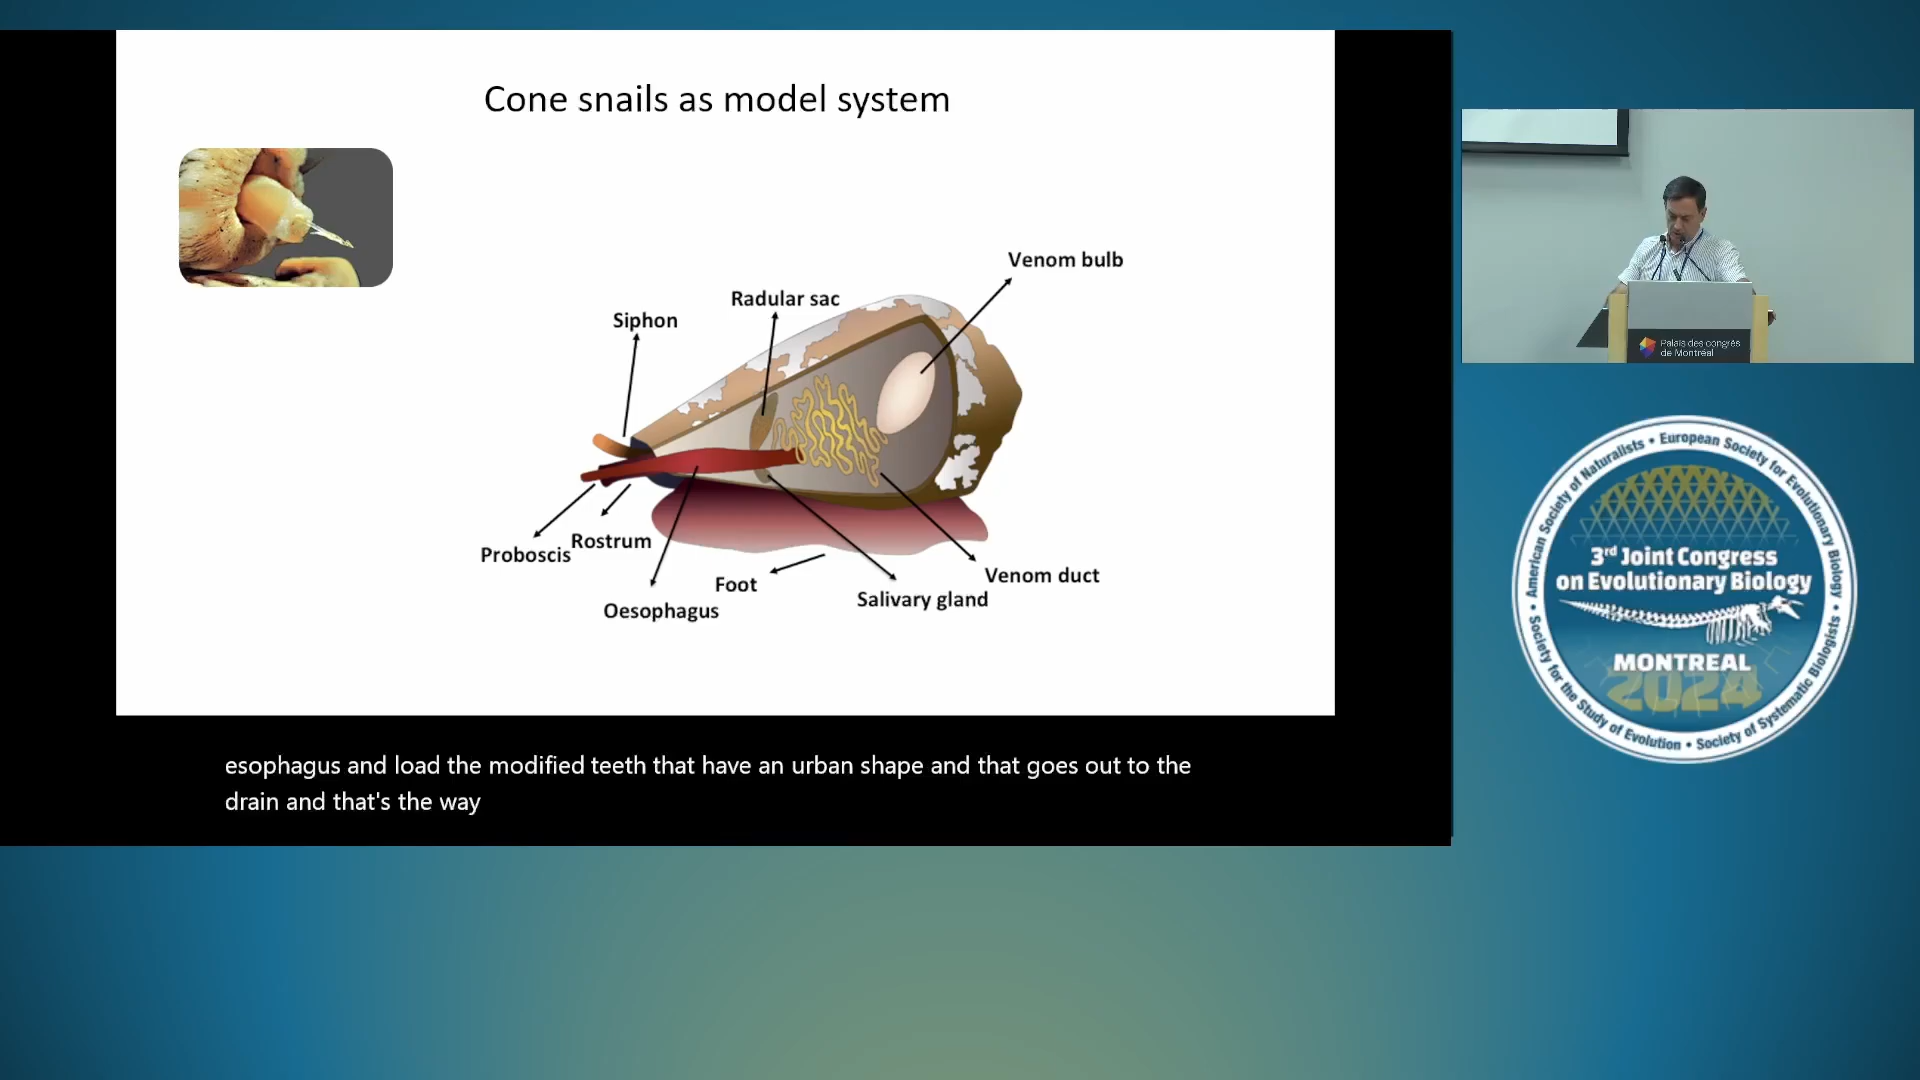 Cone snails as model system
Venom bulb
Radular sac
Siphon
Proboscis
Rostrum
Oesophagus
Foot
Salivary gland
Venom duct
esophagus and load the modified teeth that have an urban shape and that goes out to the
drain and that's the way
Palais des congrès
de Montréal
American Society of Naturalists • European Society for Evolutionary Biology •
Society for the Study of Evolution • Society of Systematic Biologists •
3rd Joint Congress
on Evolutionary Biology
MONTREAL
2024